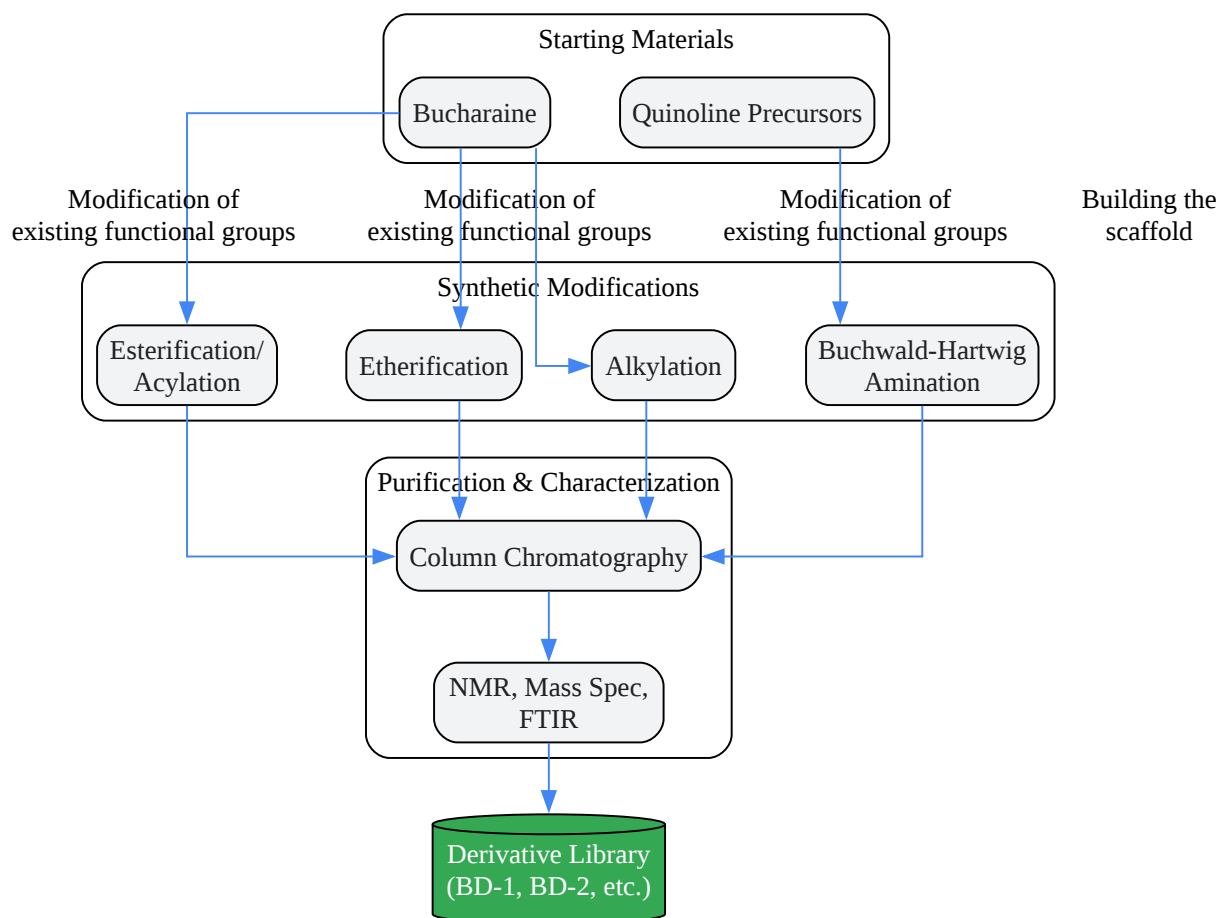 Starting Materials
Bucharaine
Quinoline Precursors
Modification of
existing functional groups
Modification of
existing functional groups
Modification of
existing functional groups
Building the
scaffold
Synthetic Modifications
Esterification/
Acylation
Etherification
Alkylation
Buchwald-Hartwig
Amination
Purification & Characterization
Column Chromatography
NMR, Mass Spec,
FTIR
Derivative Library
(BD-1, BD-2, etc.)